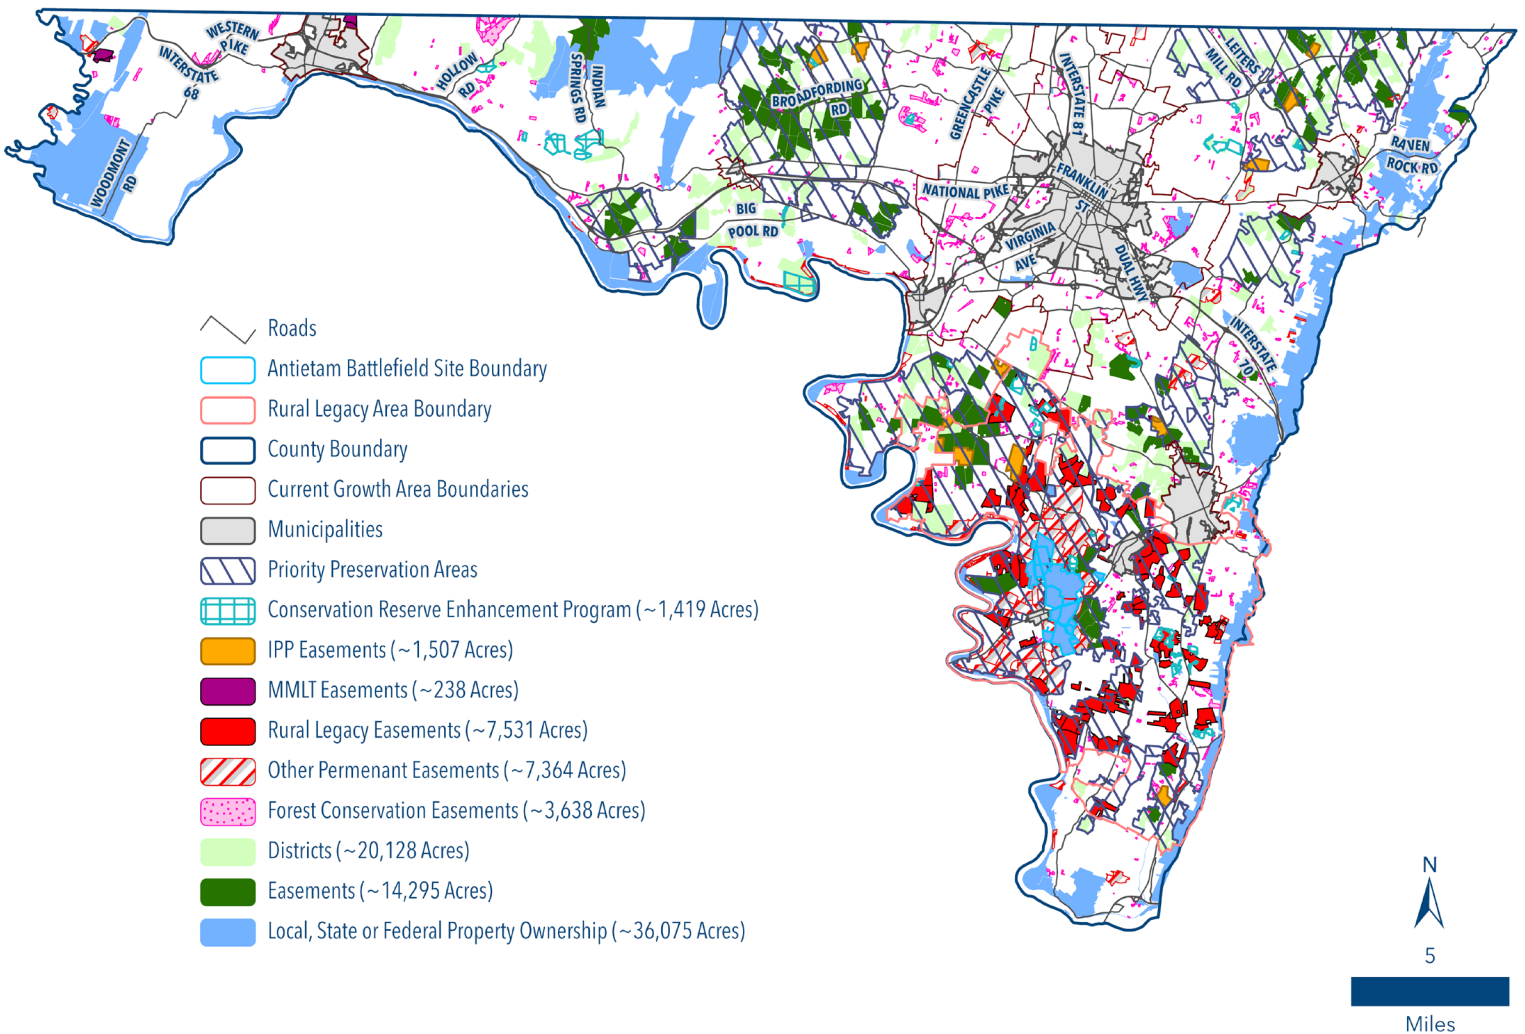 WESTERN
PIKE
INTERSTATE
68
WOODMONT
RD
HOLLOW
RD
INDIAN
SPRINGS RD
BROADFORDING
RD
GREENCASTLE
PIKE
INTERSTATE 81
LEITERS
MILL RD
RAVEN
ROCK RD
NATIONAL PIKE
FRANKLIN
ST
BIG
POOL RD
VIRGINIA
AVE
DUAL HWY
INTERSTATE
70
Roads
Antietam Battlefield Site Boundary
Rural Legacy Area Boundary
County Boundary
Current Growth Area Boundaries
Municipalities
Priority Preservation Areas
Conservation Reserve Enhancement Program (~1,419 Acres)
IPP Easements (~1,507 Acres)
MMLT Easements (~238 Acres)
Rural Legacy Easements (~7,531 Acres)
Other Permenant Easements (~7,364 Acres)
Forest Conservation Easements (~3,638 Acres)
Districts (~20,128 Acres)
Easements (~14,295 Acres)
Local, State or Federal Property Ownership (~36,075 Acres)
N
5
Miles